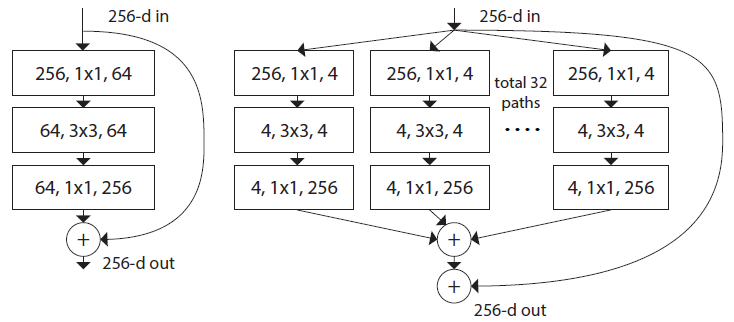 256-d in
256, 1x1, 64
64, 3x3, 64
64, 1x1, 256
+
256-d out
256-d in
256, 1x1, 4
256, 1x1, 4
total 32
paths
....
256, 1x1, 4
4, 3x3, 4
4, 3x3, 4
4, 3x3, 4
4, 1x1, 256
4, 1x1, 256
4, 1x1, 256
+
+
256-d out